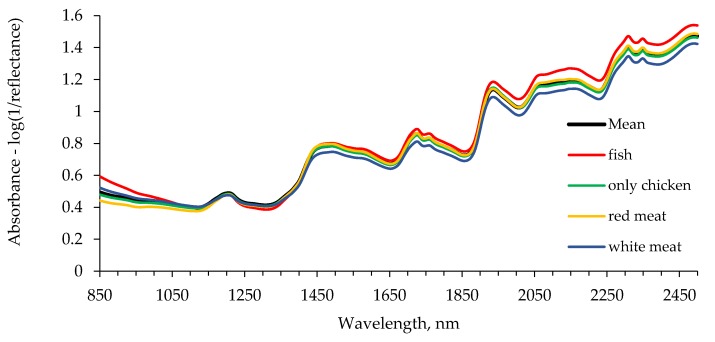 Absorbance - log(1/reflectance)
1.6
1.4
1.2
1
0.8
0.6
0.4
0.2
0
Mean
fish
only chicken
red meat
white meat
850 1050 1250 1450 1650 1850 2050 2250 2450
Wavelength, nm